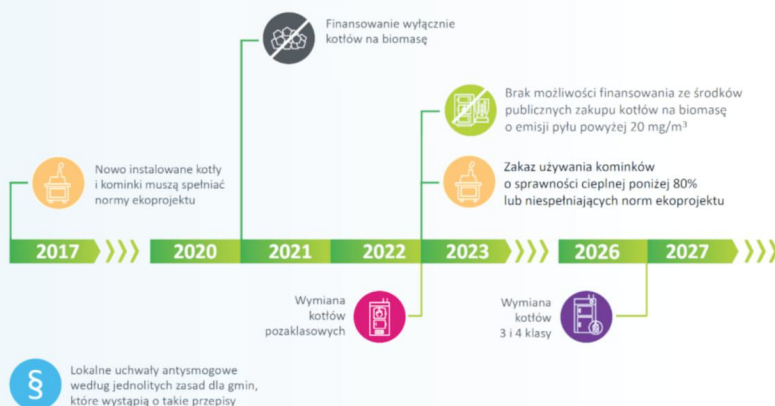 Finansowanie wyłącznie
kotłów na biomasę
Brak możliwości finansowania ze środków
publicznych zakupu kotłów na biomasę
o emisji pyłu powyżej 20 mg/m³
Nowo instalowane kotły
i kominki muszą spełniać
normy ekoprojektu
Zakaz używania kominków
o sprawności cieplnej poniżej 80%
lub niespełniających norm ekoprojektu
2017 2020 2021 2022 2023 2026 2027
Wymiana
kotłów
pozaklasowych
Wymiana
kotłów
3 i 4 klasy
§
Lokalne uchwały antysmogowe
według jednolitych zasad dla gmin,
które wystąpią o takie przepisy